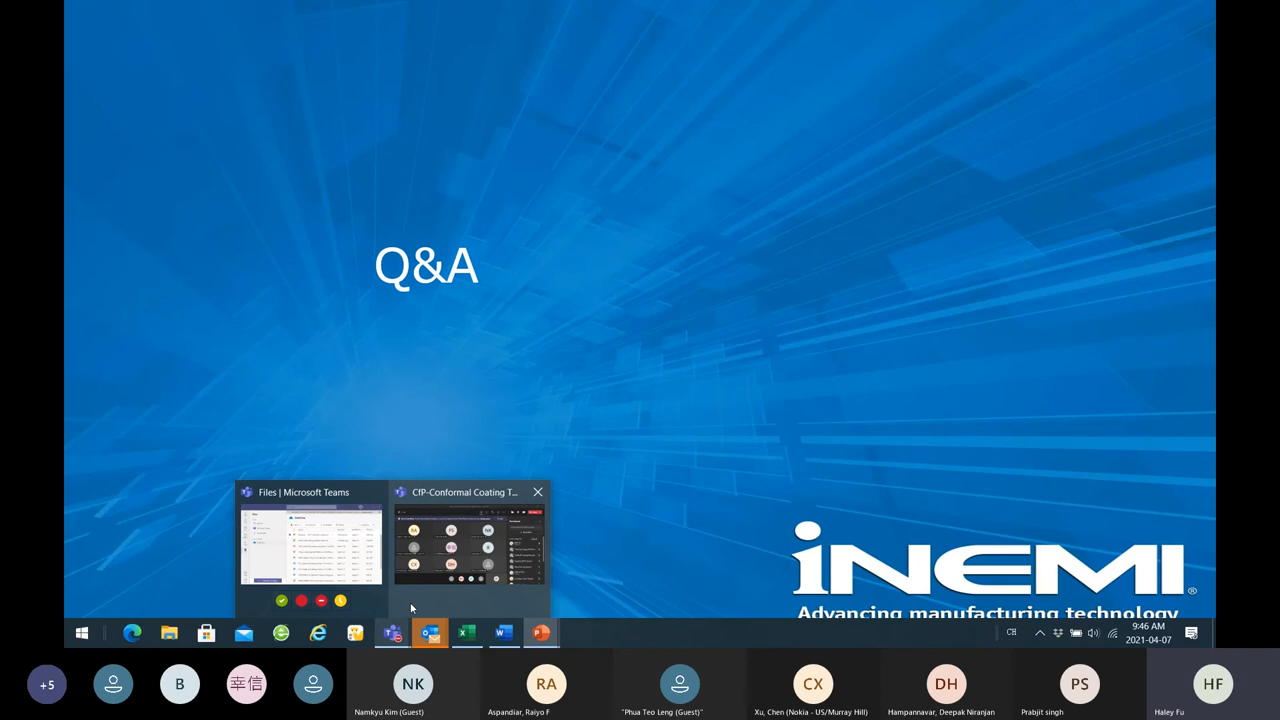 Q&A
Files | Microsoft Teams
CfP-Conformal Coating T...
iNEMI®
Advancing manufacturing technology
CH
9:46 AM
2021-04-07
+5
B
幸信
NK
RA
CX
DH
PS
HF
Namkyu Kim (Guest)
Aspandiar, Raiyo F
"Phua Teo Leng (Guest)"
Xu, Chen (Nokia - US/Murray Hill)
Hampannavar, Deepak Niranjan
Prabjit singh
Haley Fu